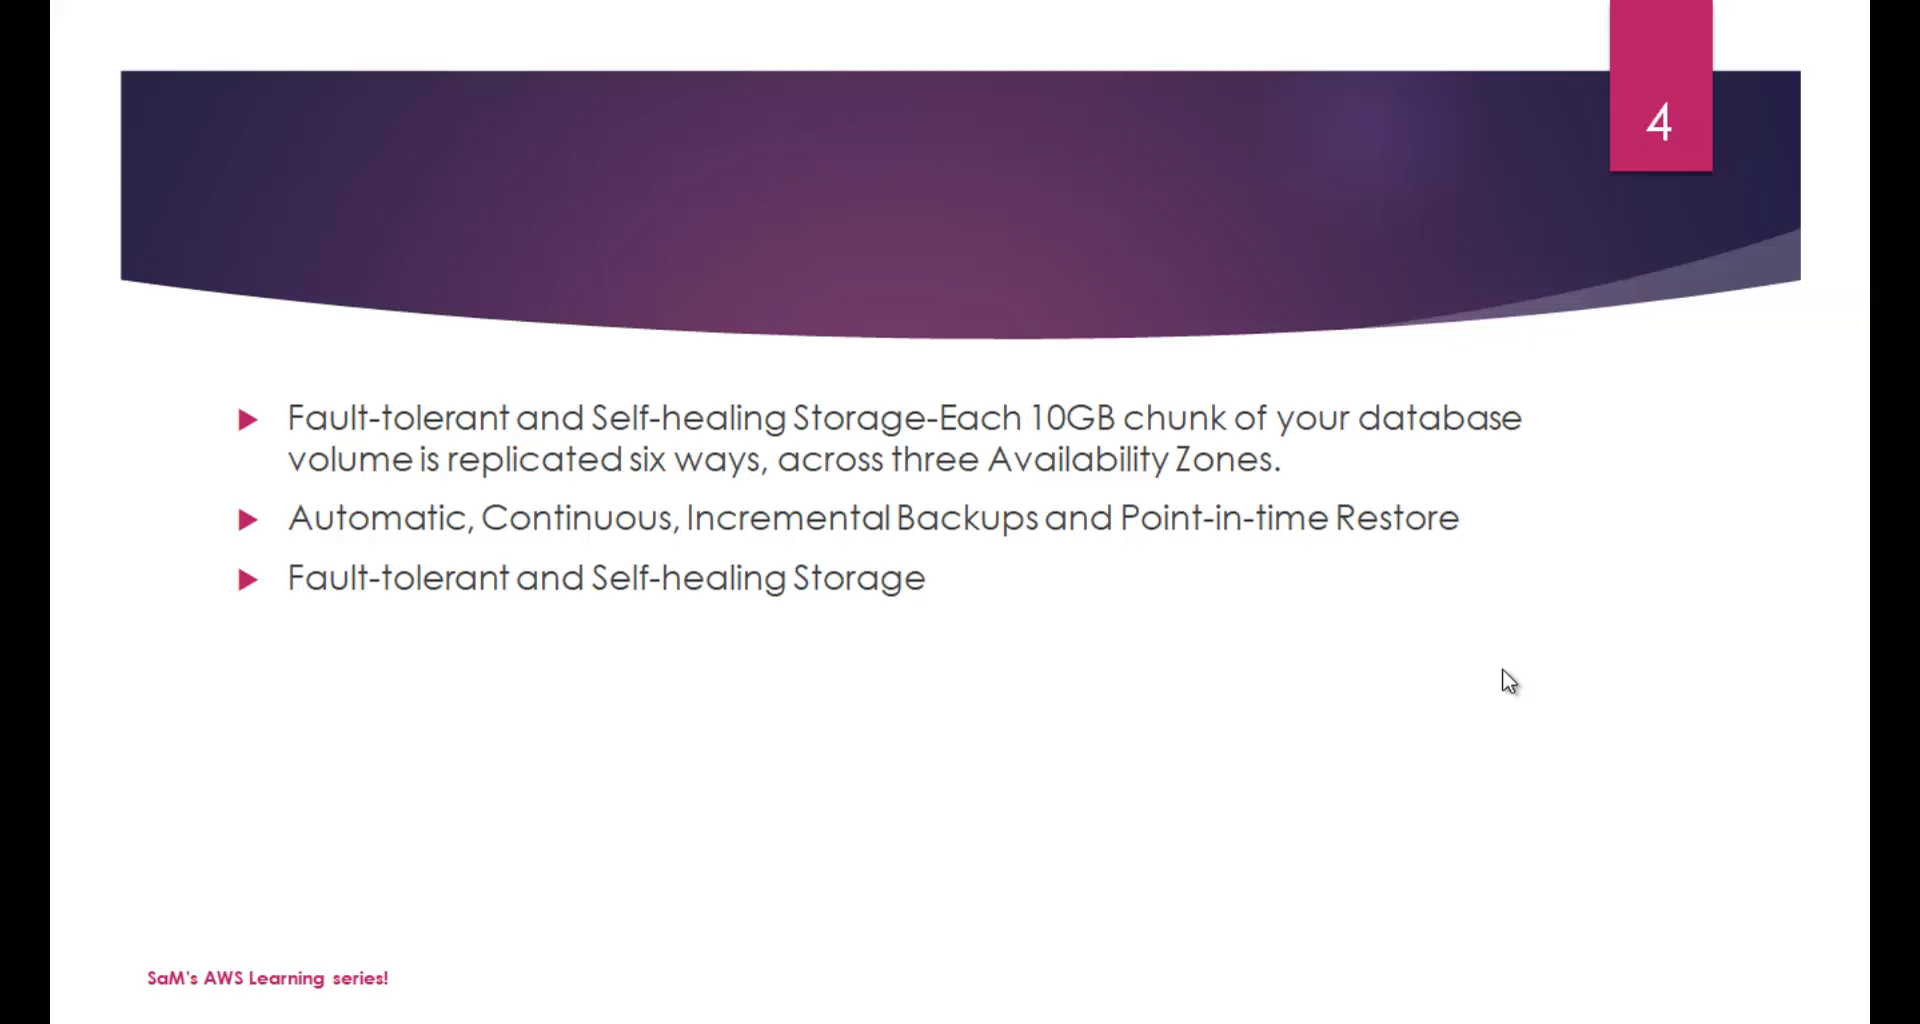 4
Fault-tolerant and Self-healing Storage-Each 10GB chunk of your database
volume is replicated six ways, across three Availability Zones.
Automatic, Continuous, Incremental Backups and Point-in-time Restore
Fault-tolerant and Self-healing Storage
SaM's AWS Learning series!